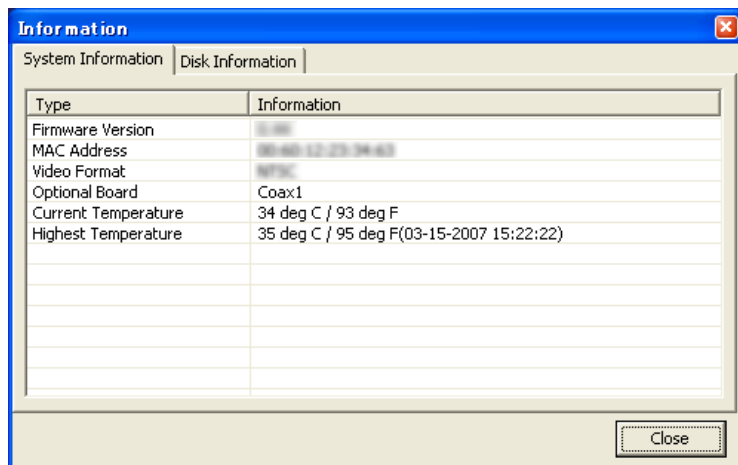 Information
System Information Disk Information
Type Information
Firmware Version
MAC Address
Video Format
Optional Board Coax1
Current Temperature 34 deg C / 93 deg F
Highest Temperature 35 deg C / 95 deg F(03-15-2007 15:22:22)
Close